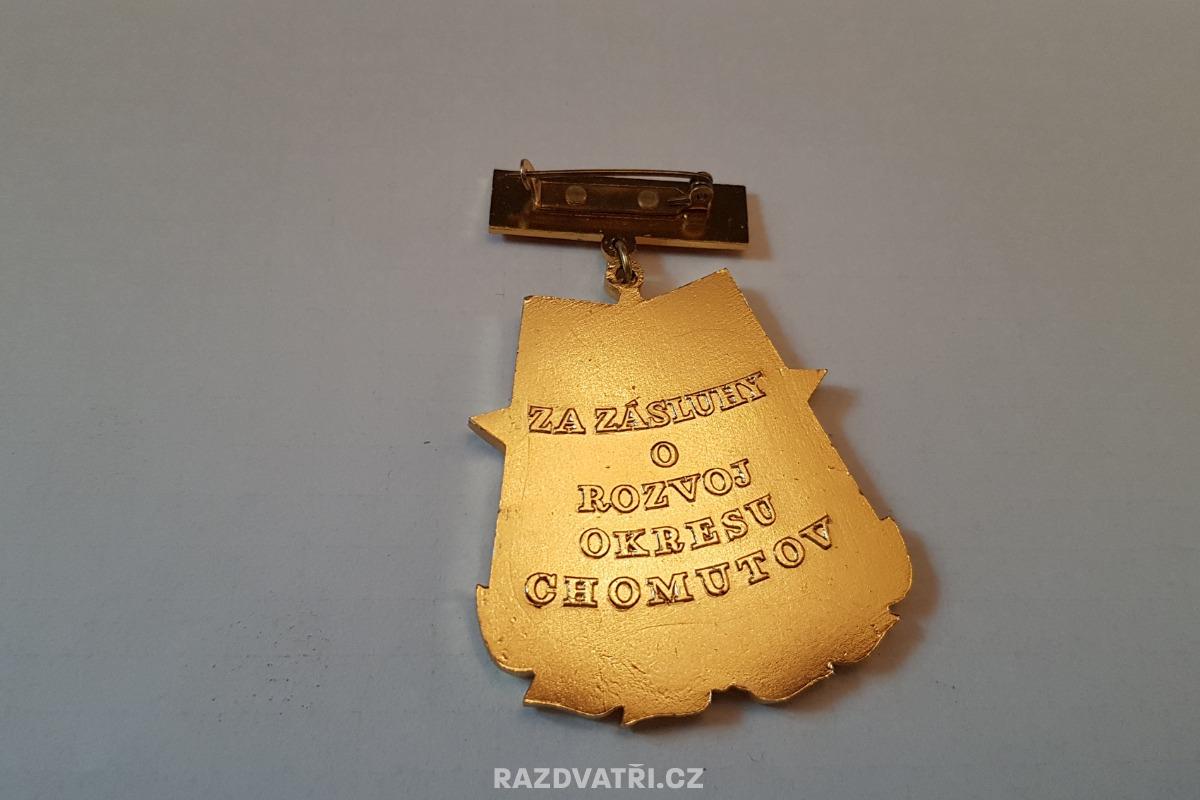 ZA ZÁSLUHY
O
ROZVOJ
OKRESU
CHOMUTOV
RAZDVATŘI.CZ